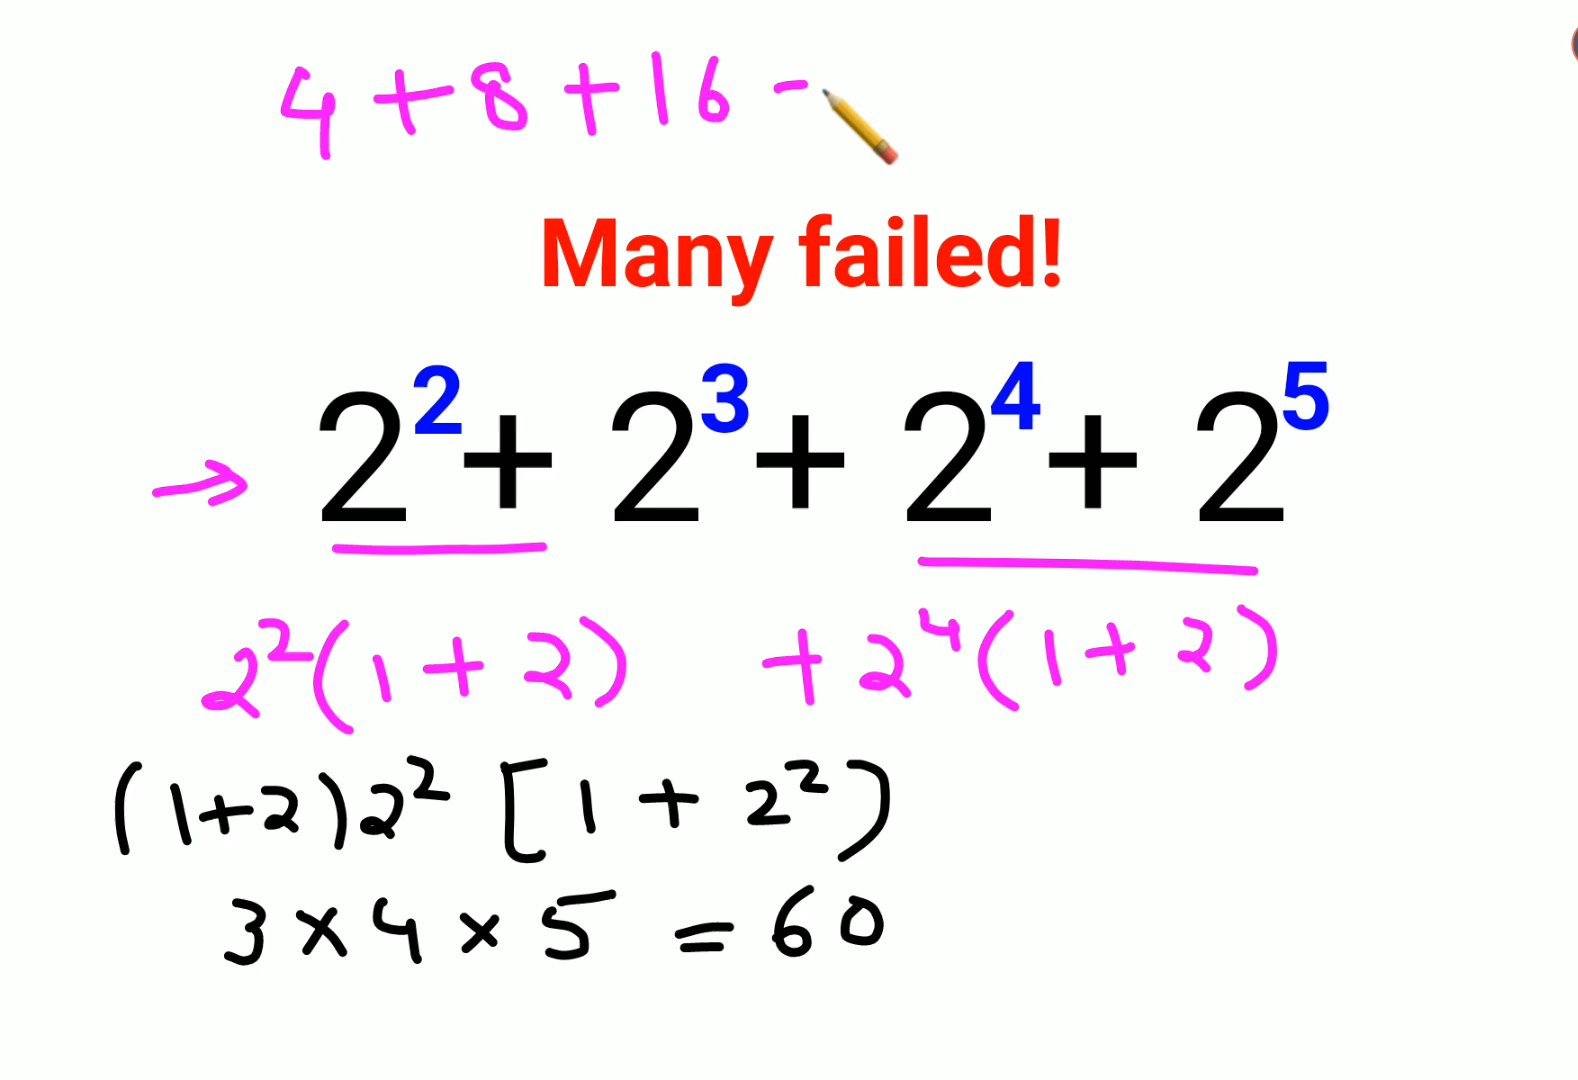 4 + 8 + 16 -
Many failed!
→ 2² + 2³ + 2⁴ + 2⁵
2²(1 + 2) + 2⁴(1 + 2)
(1+2)2² [1 + 2²)
3 × 4 × 5 = 60